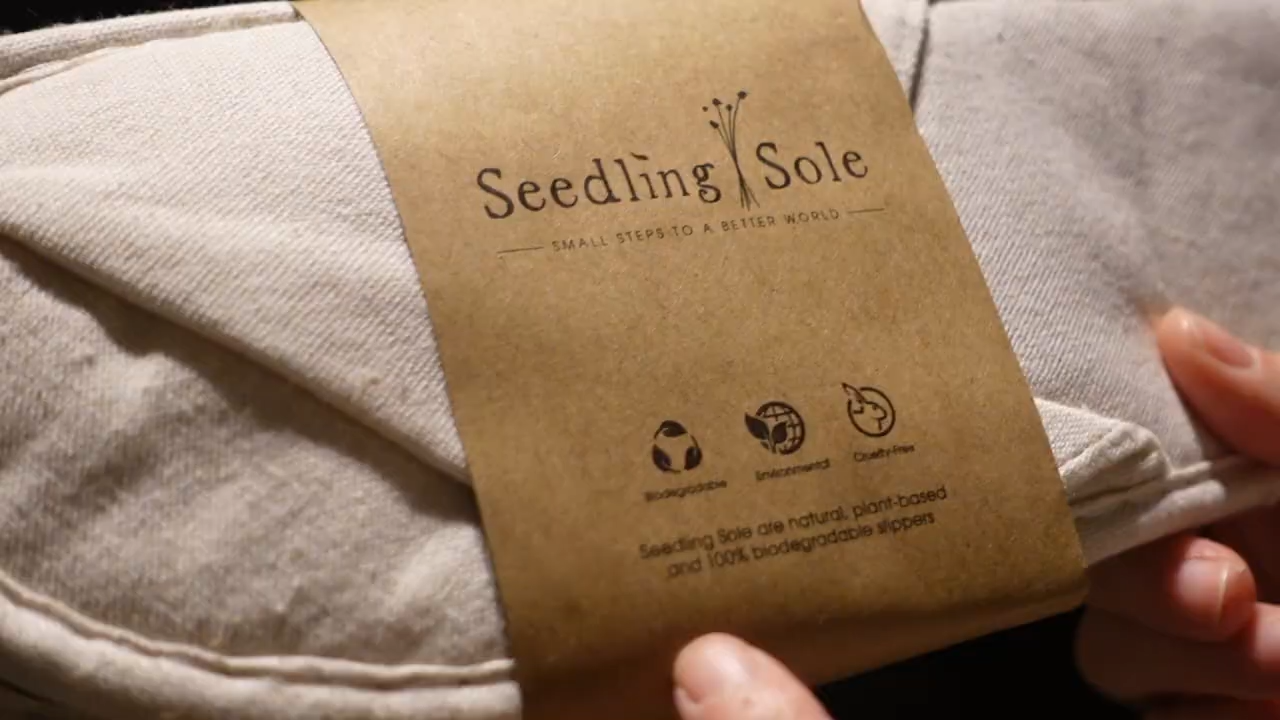 Seedling Sole
SMALL STEPS TO A BETTER WORLD
Biodegradable
Environmental
Cruelty-Free
Seedling Sole are natural, plant-based
and 100% biodegradable slippers